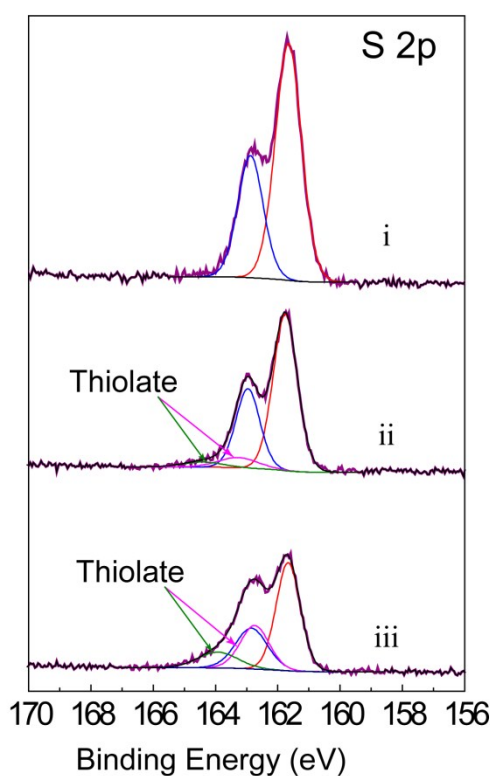 S 2p
i
Thiolate
ii
Thiolate
iii
170 168 166 164 162 160 158 156
Binding Energy (eV)